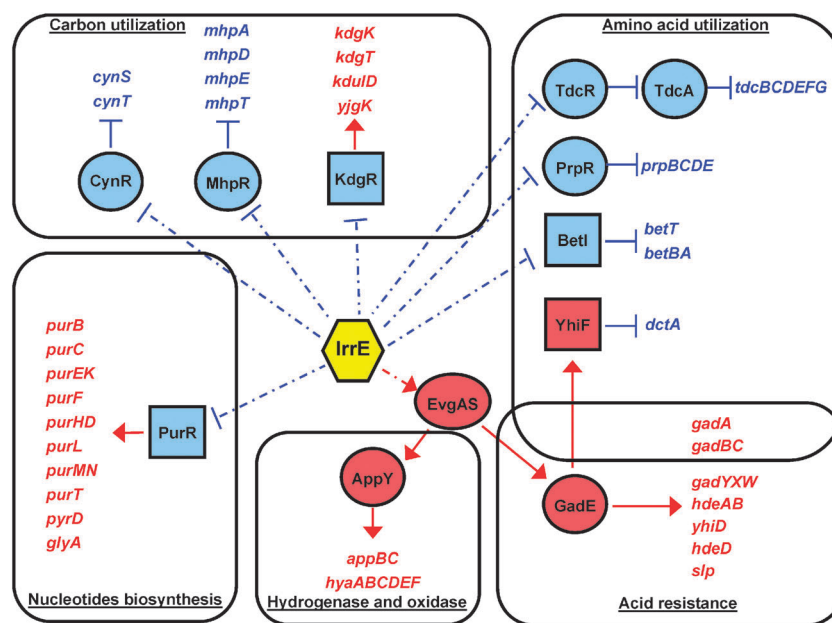 Carbon utilization
cynS
cynT
mhpA
mhpD
mhpE
mhpT
kdgK
kdgT
kduID
yjgK
CynR
MhpR
KdgR
Amino acid utilization
TdcR
TdcA
tdcBCDEFG
PrpR
prpBCDE
BetI
betT
betBA
YhiF
dctA
IrrE
EvgAS
purB
purC
purEK
purF
purHD
purL
purMN
purT
pyrD
glyA
PurR
Nucleotides biosynthesis
AppY
appBC
hyaABCDEF
Hydrogenase and oxidase
gadA
gadBC
GadE
gadYXW
hdeAB
yhiD
hdeD
slp
Acid resistance